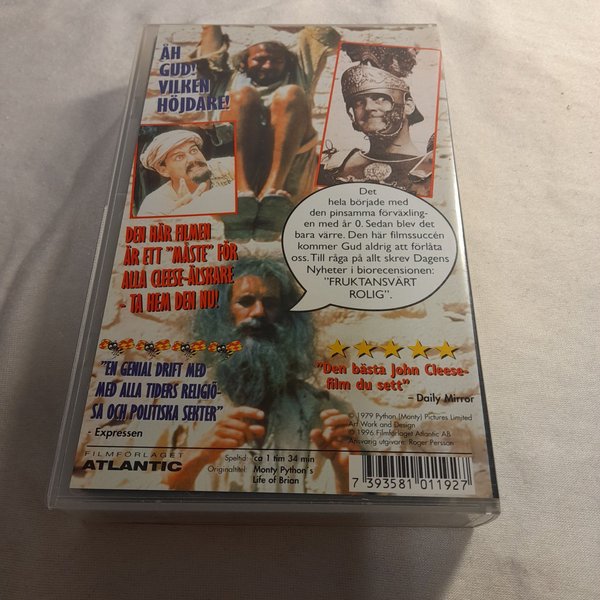 ÄH
GUD!
VILKEN
HÖJDARE!
Det
hela började med
den pinsamma förväxling-
en med år 0. Sedan blev det
bara värre. Den här filmssuccén
kommer Gud aldrig att förlåta
oss. Till råga på allt skrev Dagens
Nyheter i biorecensionen:
"FRUKTANSVÄRT
ROLIG".
DEN HÄR FILMEN
ÄR ETT "MÅSTE" FÖR
ALLA CLEESE-ÄLSKARE
- TA HEM DEN NU!
"EN GENIAL DRIFT MED
MED ALLA TIDERS RELIGIÖ-
SA OCH POLITISKA SEKTER"
- Expressen
"Den bästa John Cleese-
film du sett"
– Daily Mirror
© 1979 Python (Monty) Pictures Limited
Art Work and Design
© 1996 Filmförlaget Atlantic AB
Ansvarig utgivare: Roger Persson
FILMFÖRLAGET
ATLANTIC
Speltid: ca 1 tim 34 min
Originaltitel: Monty Python´s
Life of Brian
7 393581 011927